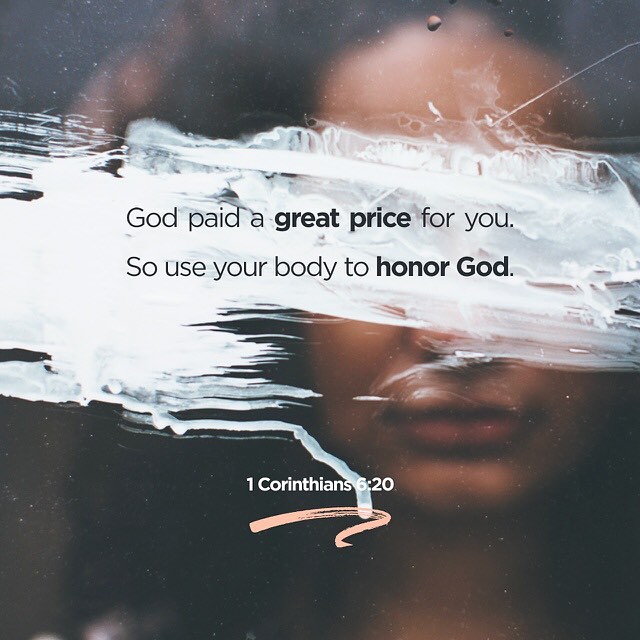 God paid a great price for you.
So use your body to honor God.
1 Corinthians 6:20